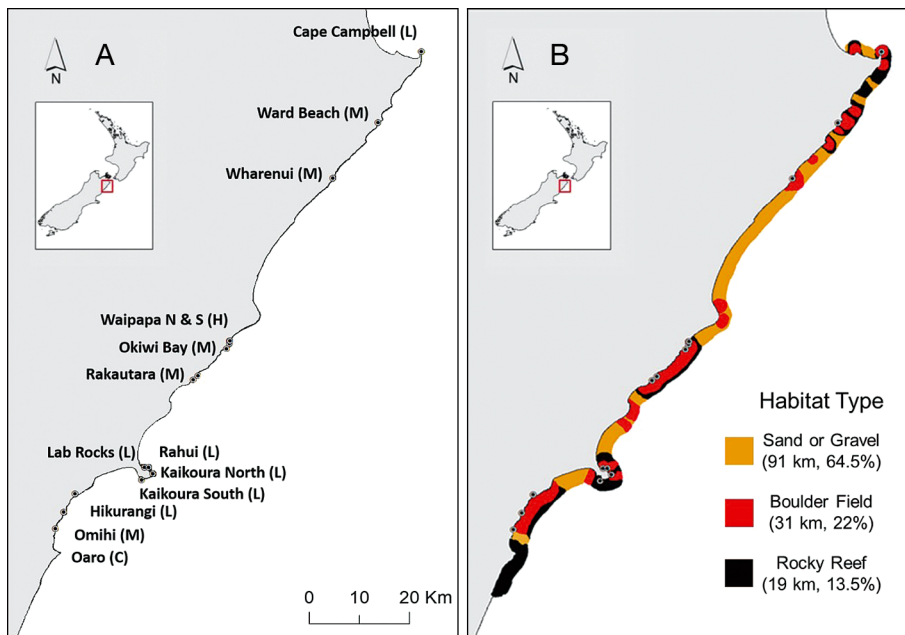 A
N
Cape Campbell (L)
Ward Beach (M)
Wharenui (M)
Waipapa N & S (H)
Okiwi Bay (M)
Rakautara (M)
Lab Rocks (L)
Rahui (L)
Kaikoura North (L)
Kaikoura South (L)
Hikurangi (L)
Omihi (M)
Oaro (C)
0 10 20 Km
B
N
Habitat Type
Sand or Gravel
(91 km, 64.5%)
Boulder Field
(31 km, 22%)
Rocky Reef
(19 km, 13.5%)